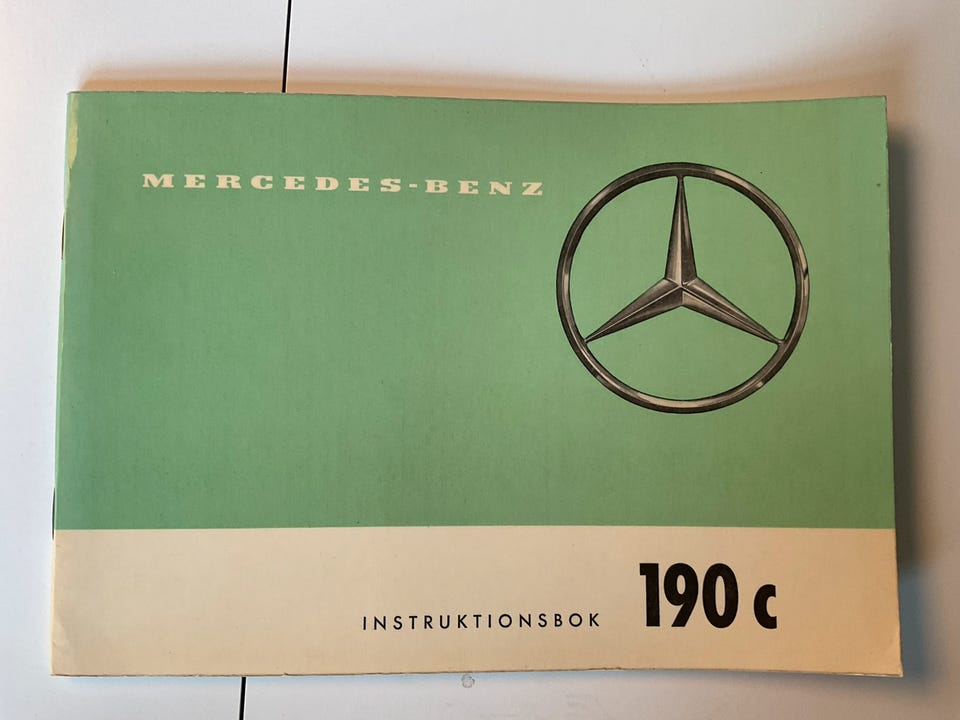 MERCEDES-BENZ
INSTRUKTIONSBOK 190 c